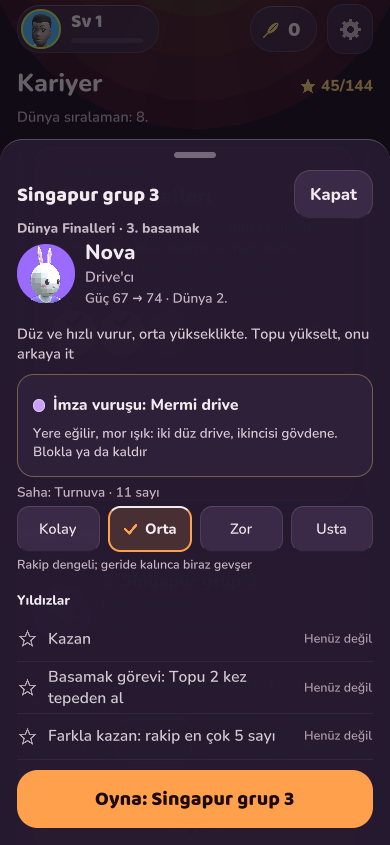 Sv 1
0
Kariyer
45/144
Dünya sıralaman: 8.
Singapur grup 3
Kapat
Dünya Finalleri · 3. basamak
Nova
Drive'cı
Güç 67 → 74 · Dünya 2.
Düz ve hızlı vurur, orta yükseklikte. Topu yükselt, onu
arkaya it
İmza vuruşu: Mermi drive
Yere eğilir, mor ışık: iki düz drive, ikincisi gövdene.
Blokla ya da kaldır
Saha: Turnuva · 11 sayı
Kolay
Orta
Zor
Usta
Rakip dengeli; geride kalınca biraz gevşer
Yıldızlar
Kazan
Henüz değil
Basamak görevi: Topu 2 kez
tepeden al
Henüz değil
Farkla kazan: rakip en çok 5 sayı
Henüz değil
Oyna: Singapur grup 3